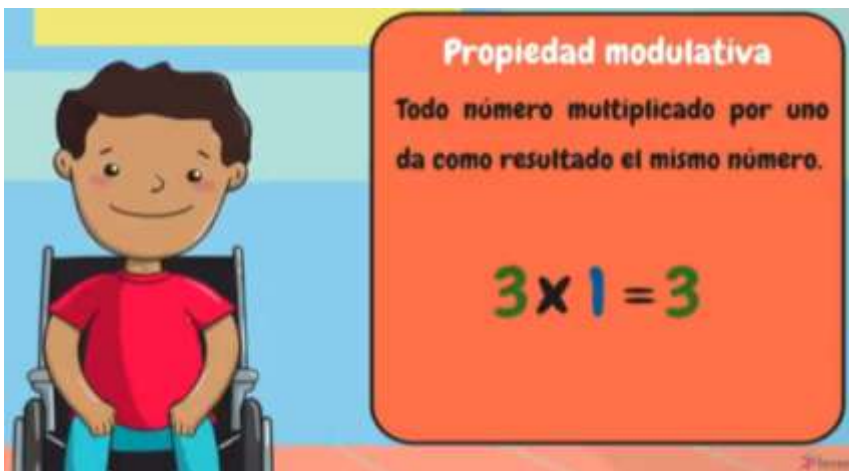 Propiedad modulativa
Todo número multiplicado por uno
da como resultado el mismo número.
3 x 1 = 3